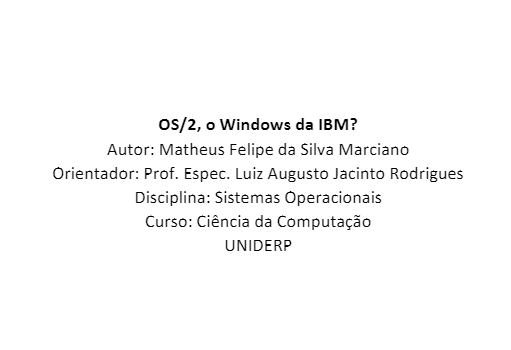 OS/2, o Windows da IBM?
Autor: Matheus Felipe da Silva Marciano
Orientador: Prof. Espec. Luiz Augusto Jacinto Rodrigues
Disciplina: Sistemas Operacionais
Curso: Ciência da Computação
UNIDERP